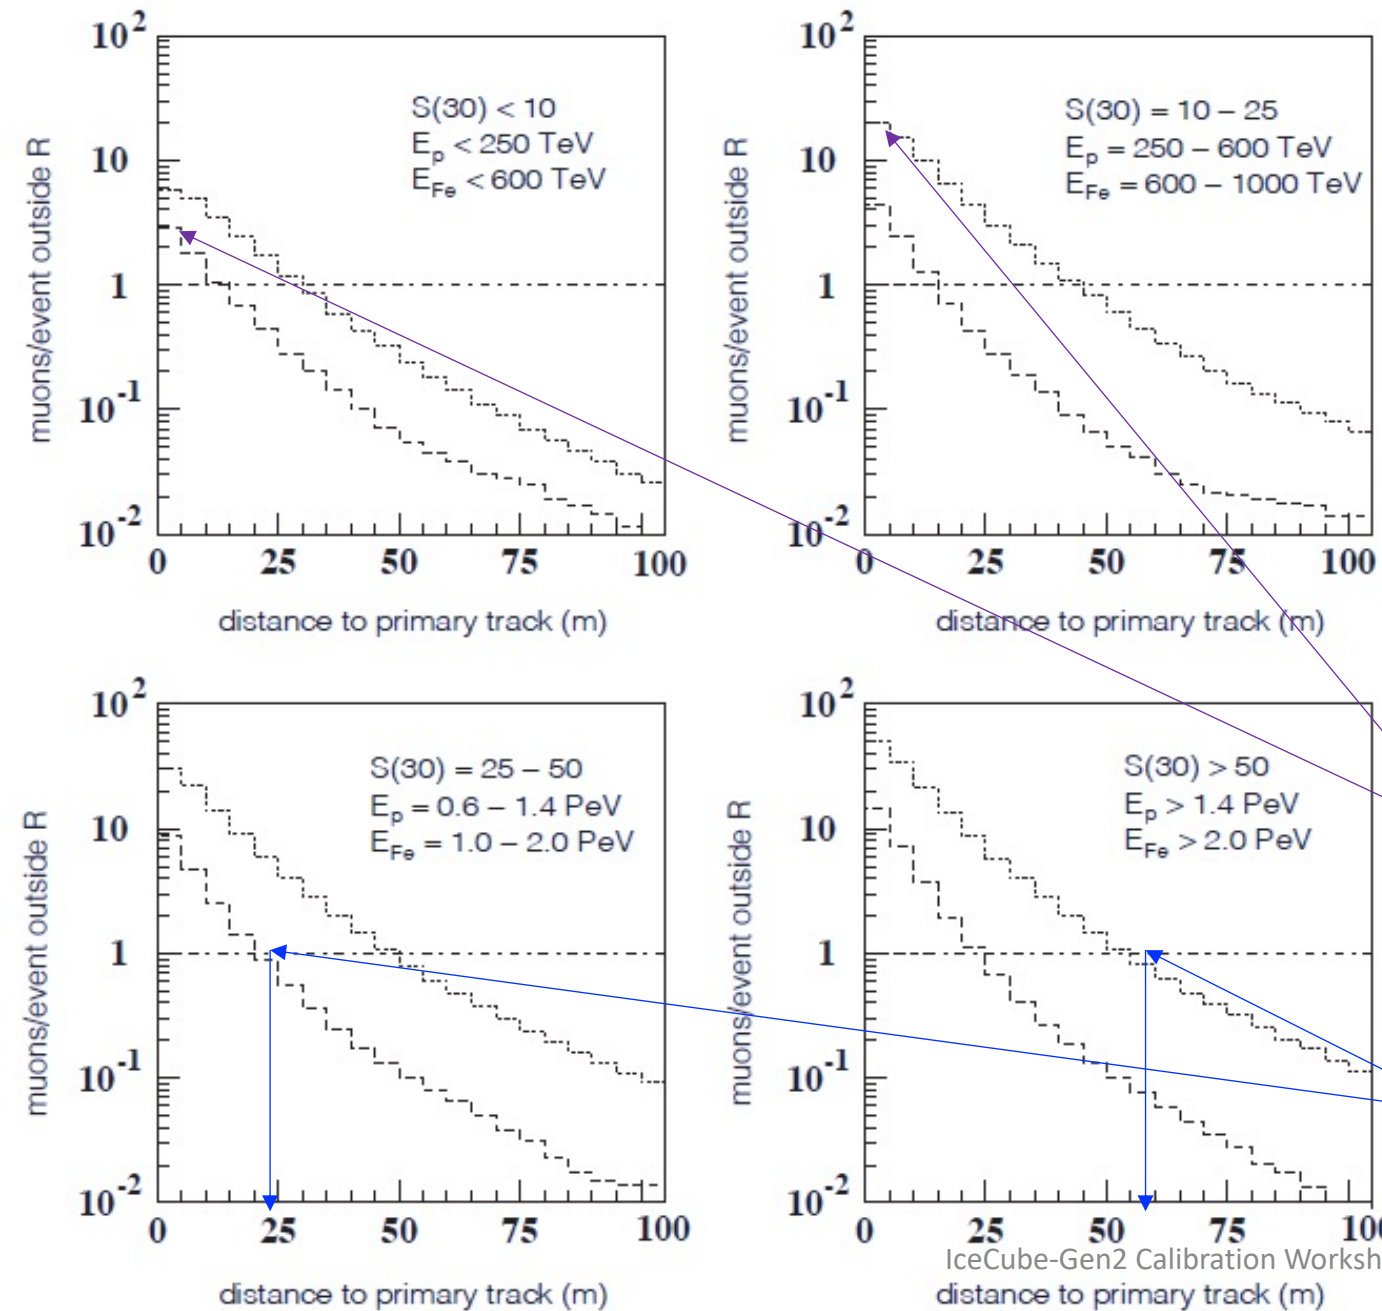 10^2
10
1
10^-1
10^-2
muons/event outside R
S(30) < 10
E_p < 250 TeV
E_Fe < 600 TeV
0 25 50 75 100
distance to primary track (m)
10^2
10
1
10^-1
10^-2
muons/event outside R
S(30) = 10 – 25
E_p = 250 – 600 TeV
E_Fe = 600 – 1000 TeV
0 25 50 75 100
distance to primary track (m)
10^2
10
1
10^-1
10^-2
muons/event outside R
S(30) = 25 – 50
E_p = 0.6 – 1.4 PeV
E_Fe = 1.0 – 2.0 PeV
0 25 50 75 100
distance to primary track (m)
10^2
10
1
10^-1
10^-2
muons/event outside R
S(30) > 50
E_p > 1.4 PeV
E_Fe > 2.0 PeV
0 25 50 75 100
IceCube-Gen2 Calibration Worksh
distance to primary track (m)